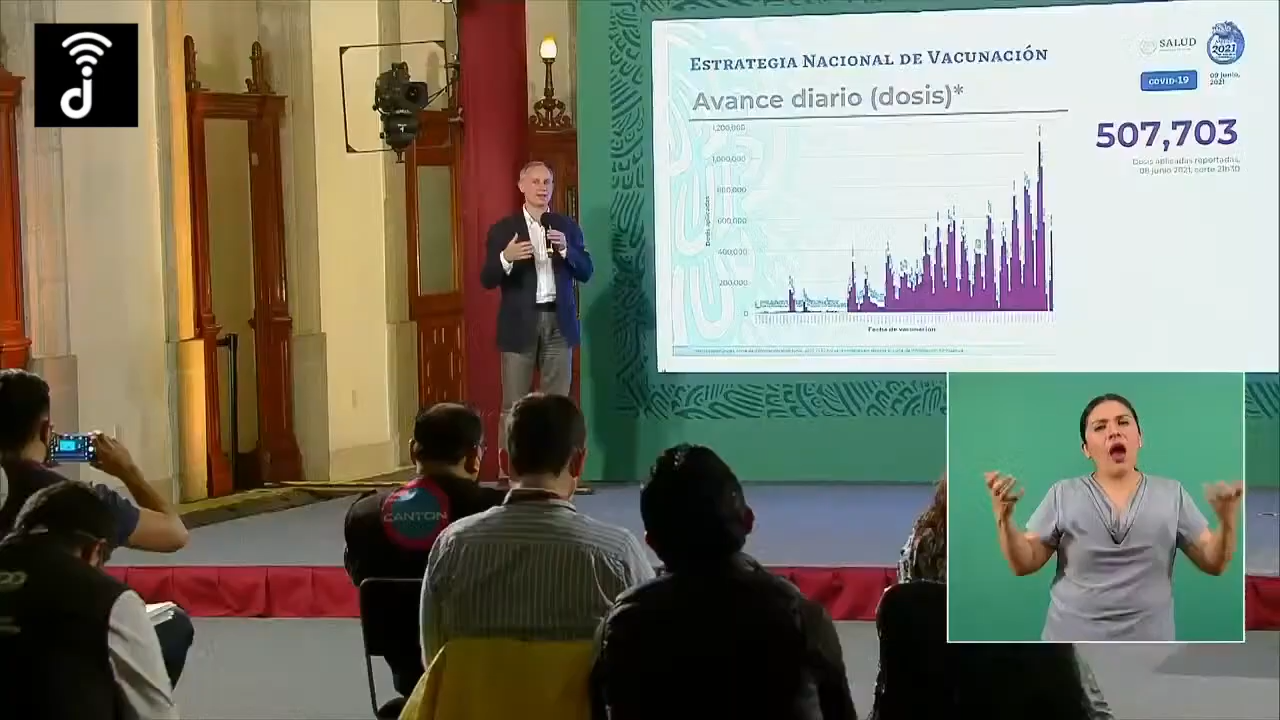 ESTRATEGIA NACIONAL DE VACUNACIÓN
SALUD
2021
COVID-19
09 junio,
2021
Avance diario (dosis)*
507,703
Dosis aplicadas reportadas,
08 junio 2021, corte 21h30
1,200,000
1,000,000
800,000
600,000
400,000
200,000
0
Dosis aplicadas
Fecha de vacunación
CANTON